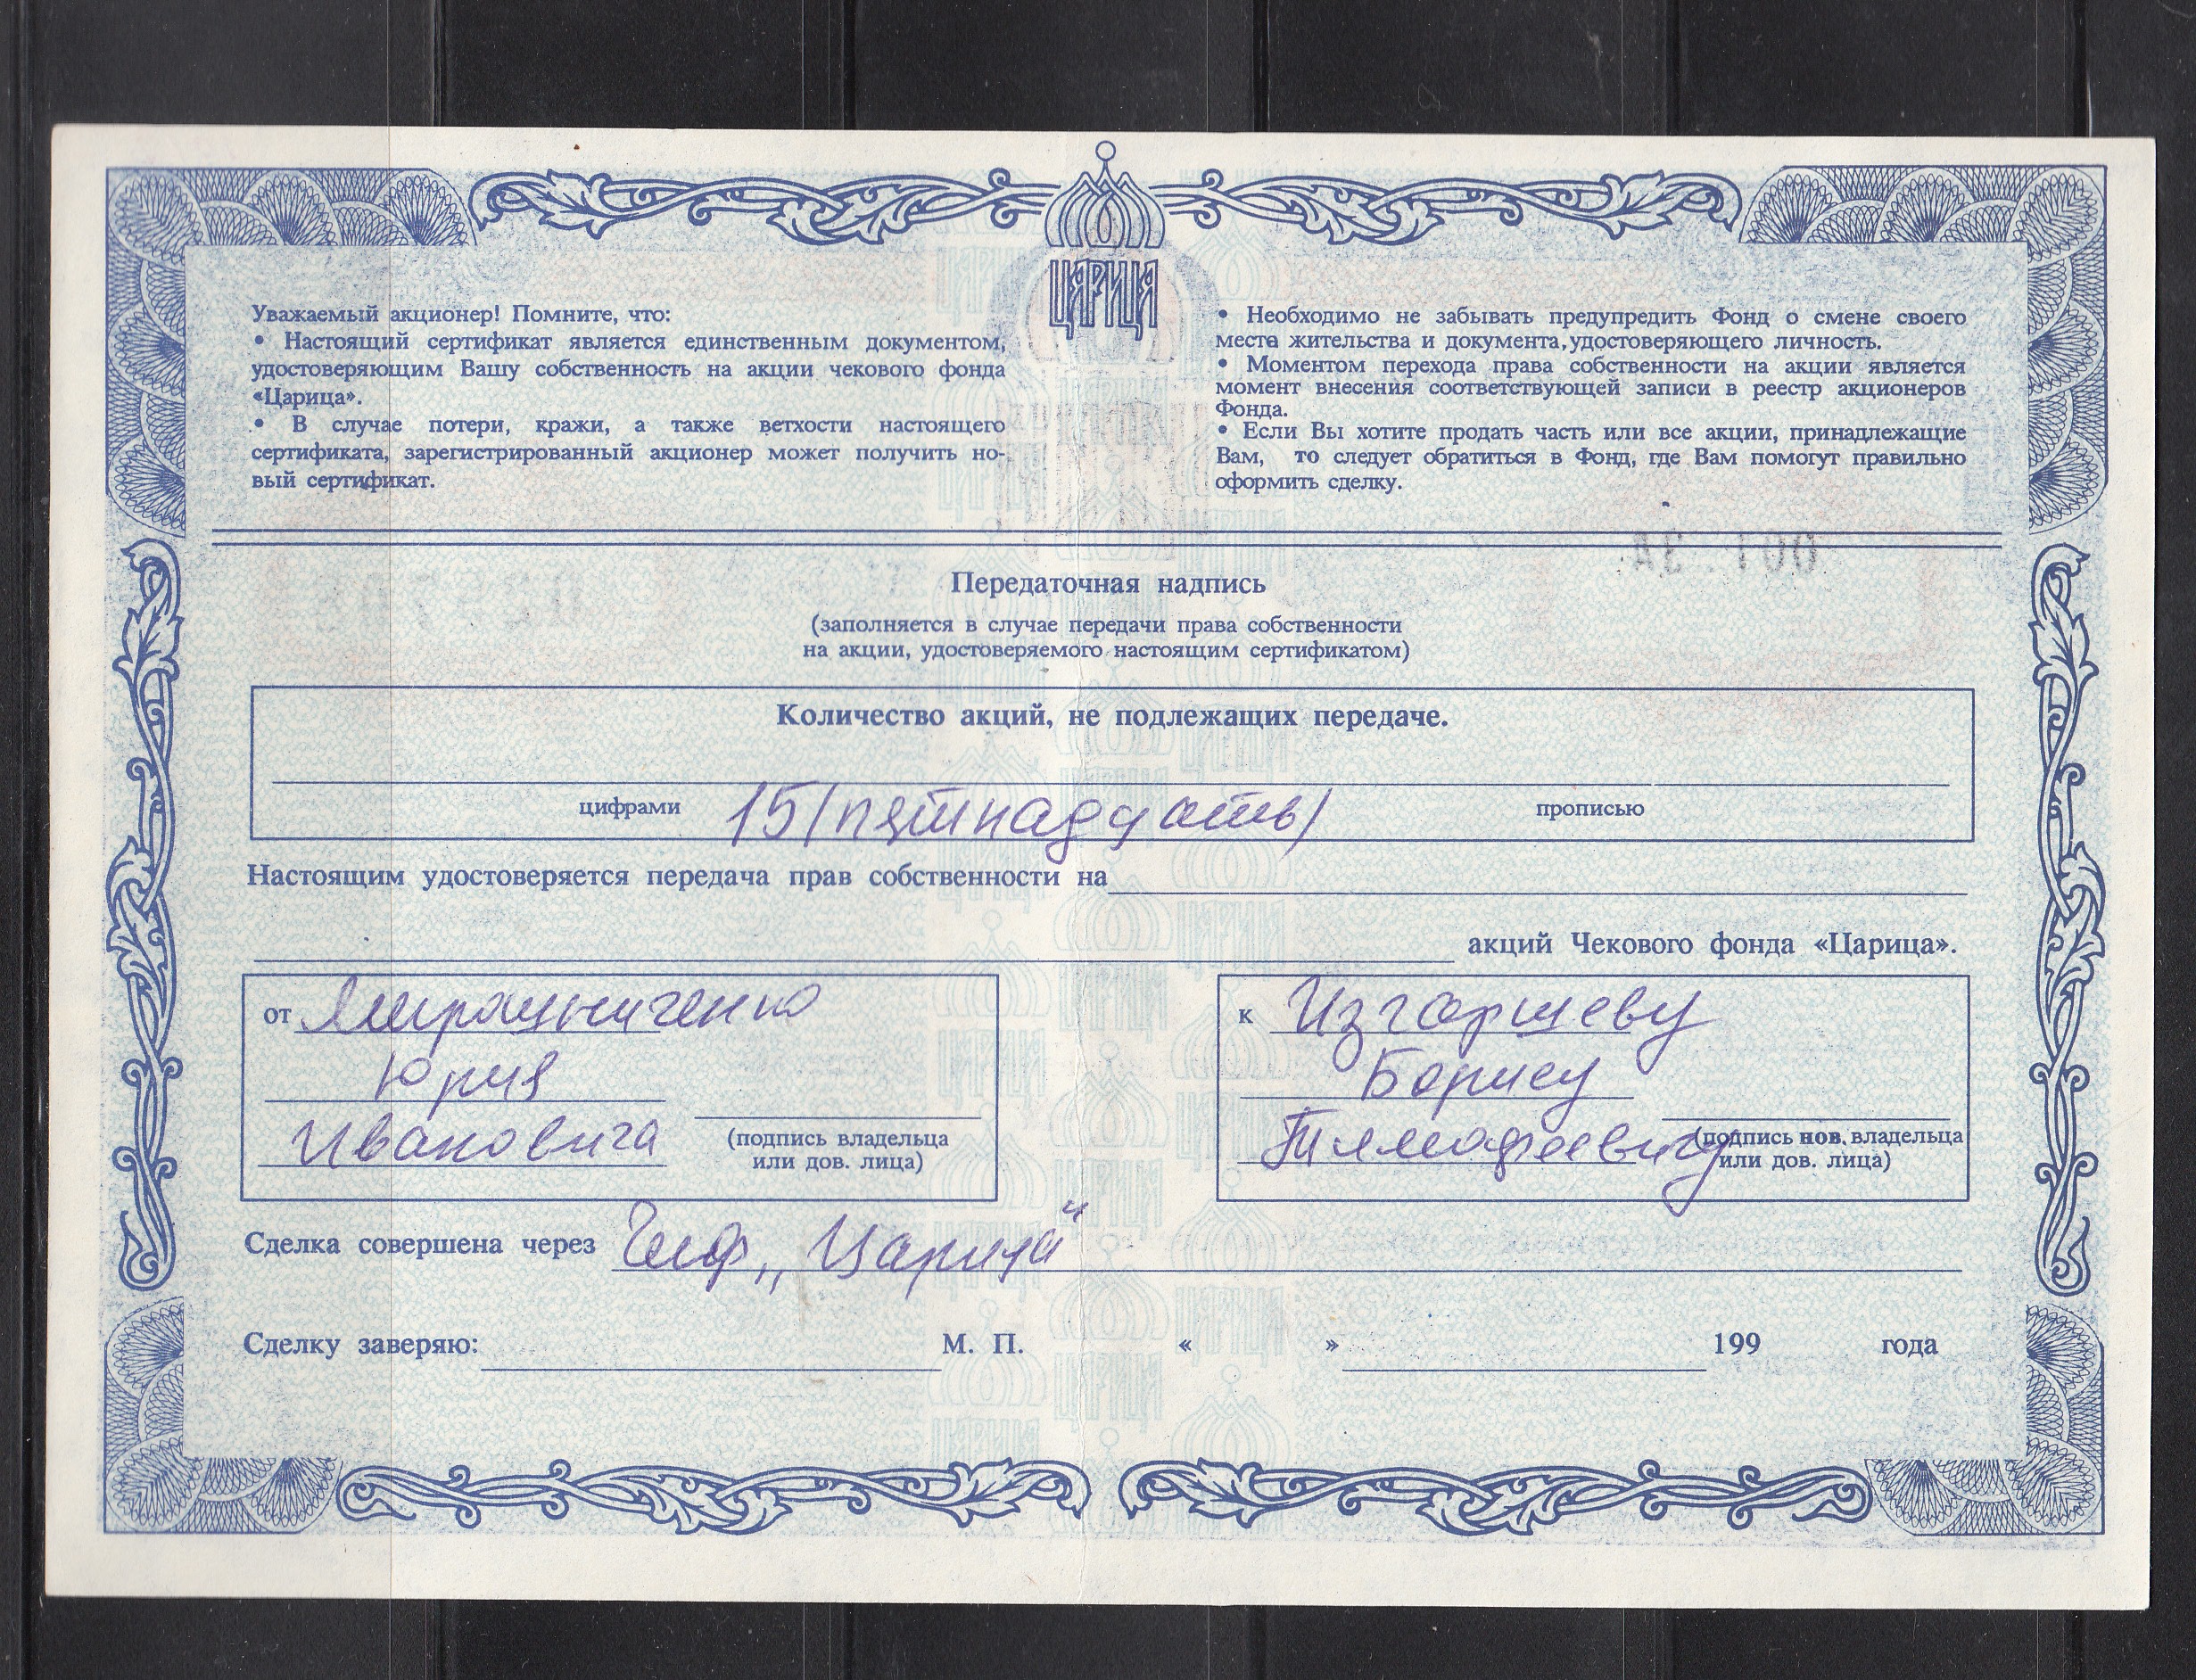 ЦАРИЦА
Уважаемый акционер! Помните, что:
• Настоящий сертификат является единственным документом,
удостоверяющим Вашу собственность на акции чекового фонда
«Царица».
• В случае потери, кражи, а также ветхости настоящего
сертификата, зарегистрированный акционер может получить но-
вый сертификат.
• Необходимо не забывать предупредить Фонд о смене своего
места жительства и документа, удостоверяющего личность.
• Моментом перехода права собственности на акции является
момент внесения соответствующей записи в реестр акционеров
Фонда.
• Если Вы хотите продать часть или все акции, принадлежащие
Вам, то следует обратиться в Фонд, где Вам помогут правильно
оформить сделку.
Передаточная надпись
(заполняется в случае передачи права собственности
на акции, удостоверяемого настоящим сертификатом)
Количество акций, не подлежащих передаче.
цифрами 15 (пятнадцать) прописью
Настоящим удостоверяется передача прав собственности на
акций Чекового фонда «Царица».
от Мирошниченко
Юрия
Ивановича
(подпись владельца
или дов. лица)
к Изгаршеву
Борису
Тимофеевичу
(подпись нов. владельца
или дов. лица)
Сделка совершена через „Царица“
Сделку заверяю: М. П. « » 199 года